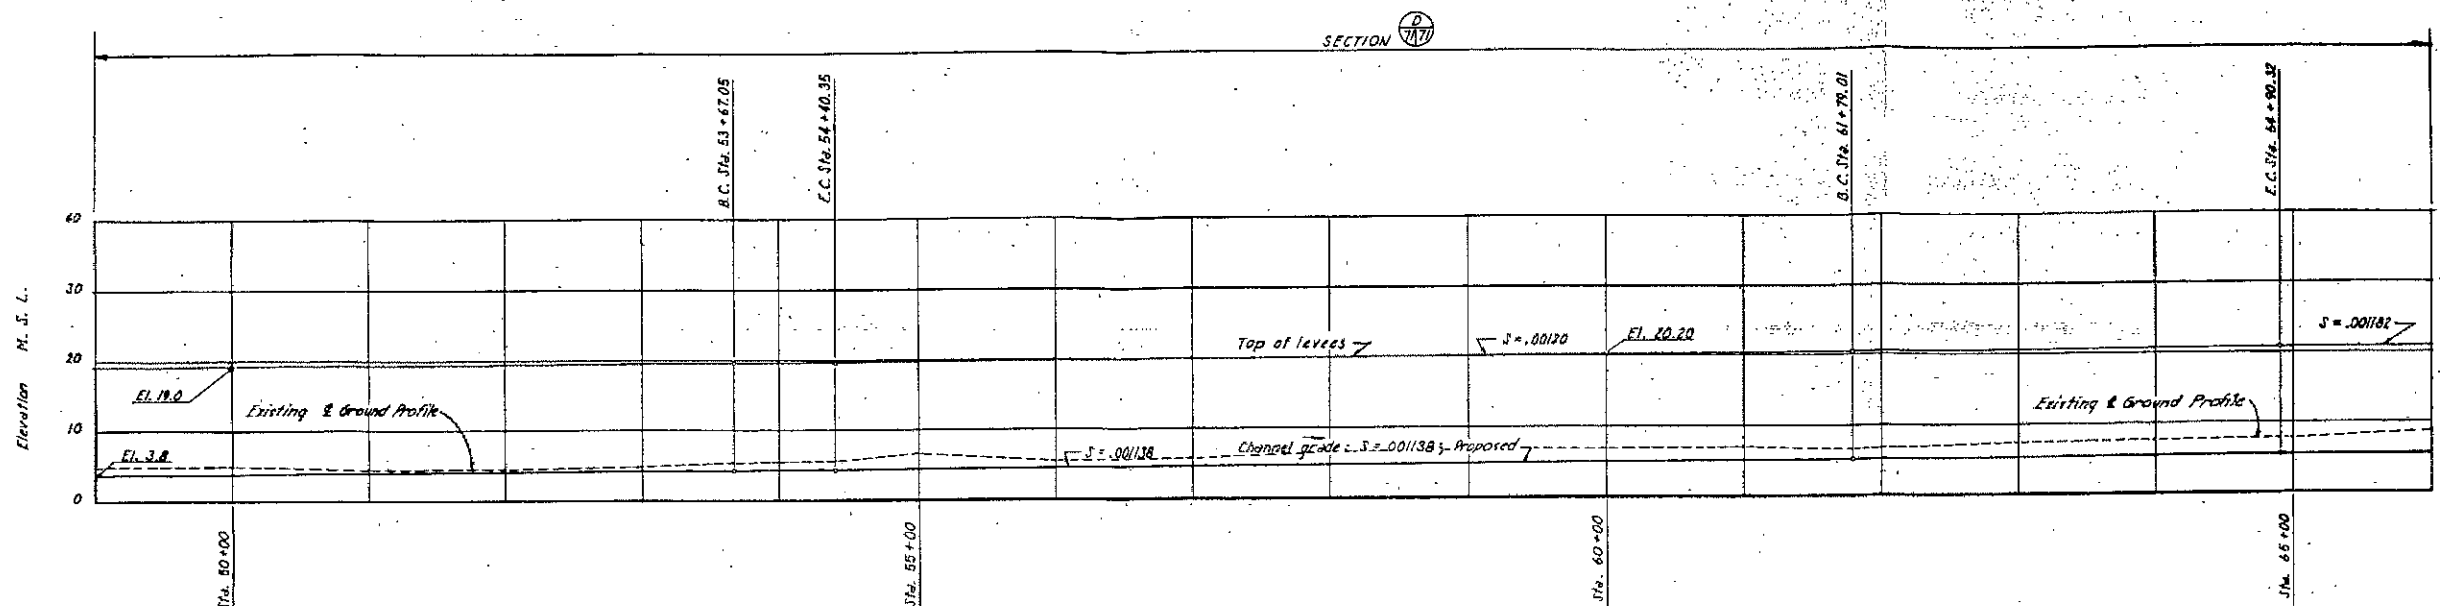 SECTION
D
B.C. Sta. 53 + 67.05
E.C. Sta. 54 + 40.35
B.C. Sta. 61 + 79.01
E.C. Sta. 64 + 90.32
Elevation M. S. L.
40
30
20
10
0
El. 19.0
El. 3.8
Existing ℄ Ground Profile
S = .001138
Top of levees
S = .00120
El. 20.20
Channel grade: S = .001138; Proposed
S = .001182
Existing ℄ Ground Profile
Sta. 50+00
Sta. 55+00
Sta. 60+00
Sta. 65+00